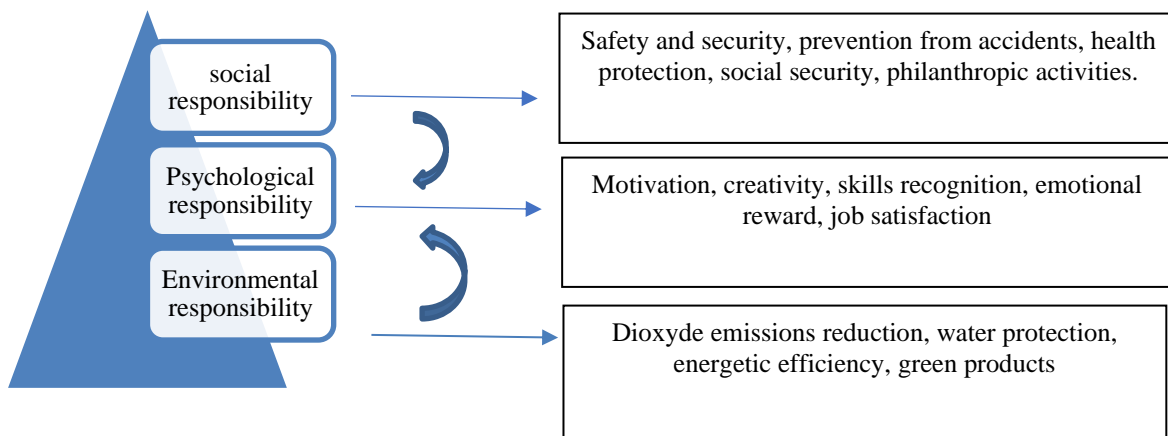 social
responsibility
Safety and security, prevention from accidents, health
protection, social security, philanthropic activities.
Psychological
responsibility
Motivation, creativity, skills recognition, emotional
reward, job satisfaction
Environmental
responsibility
Dioxyde emissions reduction, water protection,
energetic efficiency, green products